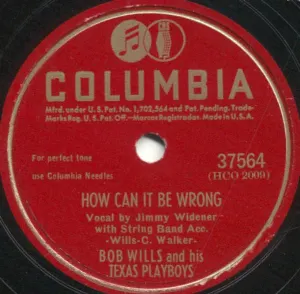 COLUMBIA
Mfrd. under U.S. Pat. No. 1,702,564 and Pat. Pending. Trade-
Marks Reg. U.S. Pat. Off.—Marcas Registradas. Made in U.S.A.
For perfect tone
use Columbia Needles
37564
(HCO 2009)
HOW CAN IT BE WRONG
Vocal by Jimmy Widener
with String Band Acc.
-Wills-C. Walker-
BOB WILLS and his
TEXAS PLAYBOYS